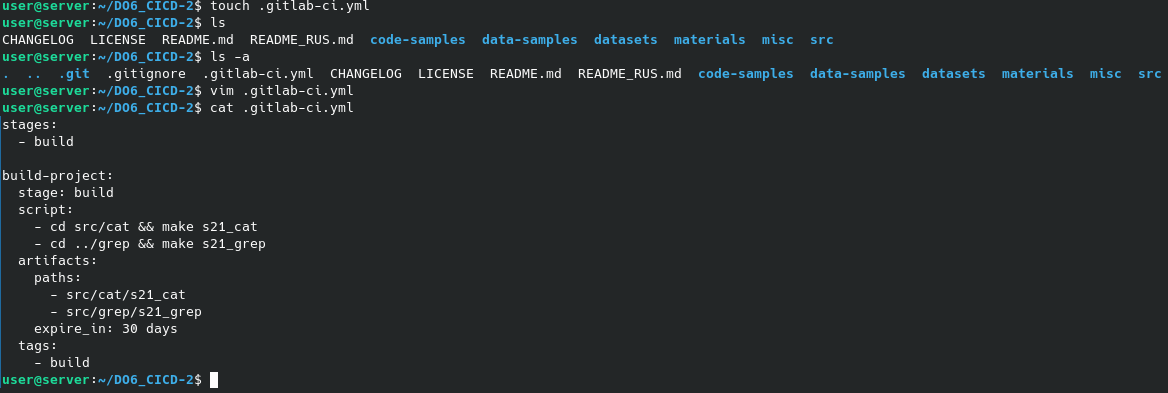 user@server:~/DO6_CICD-2$ touch .gitlab-ci.yml
user@server:~/DO6_CICD-2$ ls
CHANGELOG  LICENSE  README.md  README_RUS.md  code-samples  data-samples  datasets  materials  misc  src
user@server:~/DO6_CICD-2$ ls -a
.  ..  .git  .gitignore  .gitlab-ci.yml  CHANGELOG  LICENSE  README.md  README_RUS.md  code-samples  data-samples  datasets  materials  misc  src
user@server:~/DO6_CICD-2$ vim .gitlab-ci.yml
user@server:~/DO6_CICD-2$ cat .gitlab-ci.yml
stages:
  - build

build-project:
  stage: build
  script:
    - cd src/cat && make s21_cat
    - cd ../grep && make s21_grep
  artifacts:
    paths:
      - src/cat/s21_cat
      - src/grep/s21_grep
    expire_in: 30 days
  tags:
    - build
user@server:~/DO6_CICD-2$